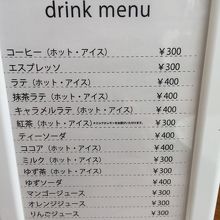 drink menu
コーヒー（ホット・アイス） ￥300
エスプレッソ ￥300
ラテ（ホット・アイス） ￥400
抹茶ラテ（ホット・アイス） ￥400
キャラメルラテ（ホット・アイス） ￥400
紅茶（ホット・アイス） ￥300
ティーソーダ ￥400
ココア（ホット・アイス） ￥400
ミルク（ホット・アイス） ￥300
ゆず茶（ホット・アイス） ￥300
ゆずソーダ ￥400
マンゴージュース ￥300
オレンジジュース ￥300
りんごジュース ￥300